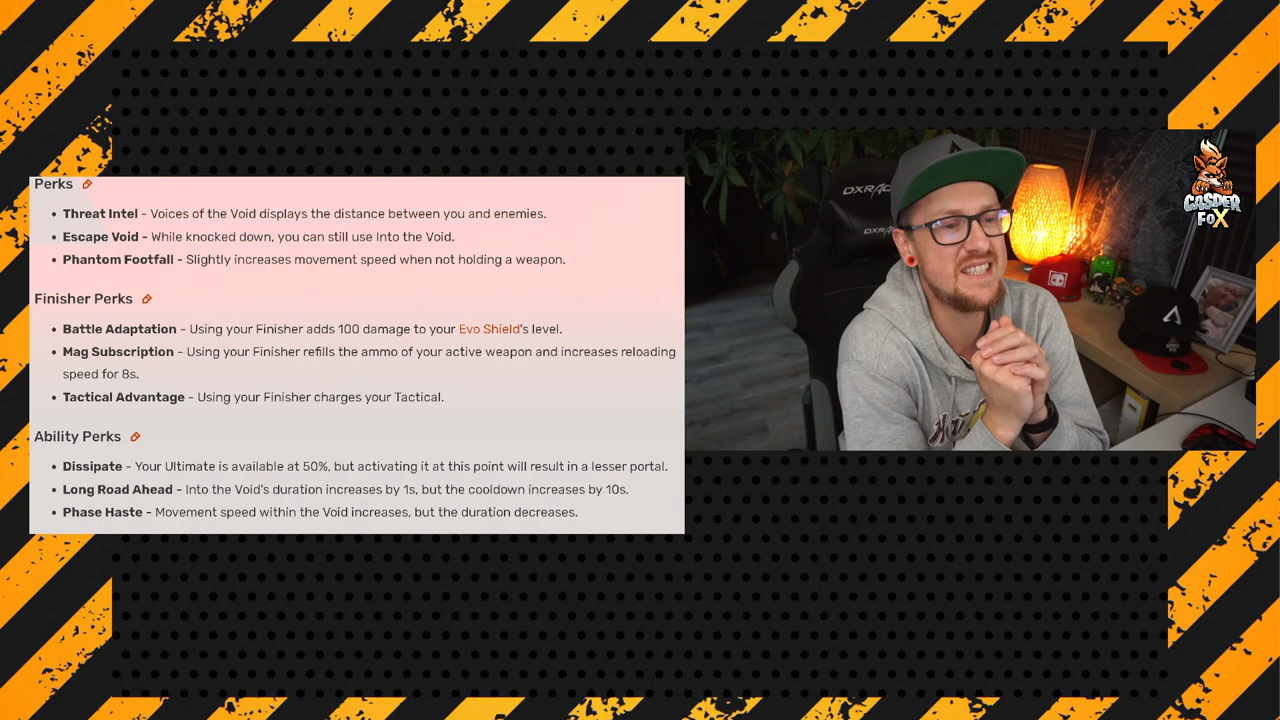 Perks
Threat Intel - Voices of the Void displays the distance between you and enemies.
Escape Void - While knocked down, you can still use Into the Void.
Phantom Footfall - Slightly increases movement speed when not holding a weapon.
Finisher Perks
Battle Adaptation - Using your Finisher adds 100 damage to your Evo Shield's level.
Mag Subscription - Using your Finisher refills the ammo of your active weapon and increases reloading
speed for 8s.
Tactical Advantage - Using your Finisher charges your Tactical.
Ability Perks
Dissipate - Your Ultimate is available at 50%, but activating it at this point will result in a lesser portal.
Long Road Ahead - Into the Void's duration increases by 1s, but the cooldown increases by 10s.
Phase Haste - Movement speed within the Void increases, but the duration decreases.
DXRAC
DXRA
CASPER
FOX